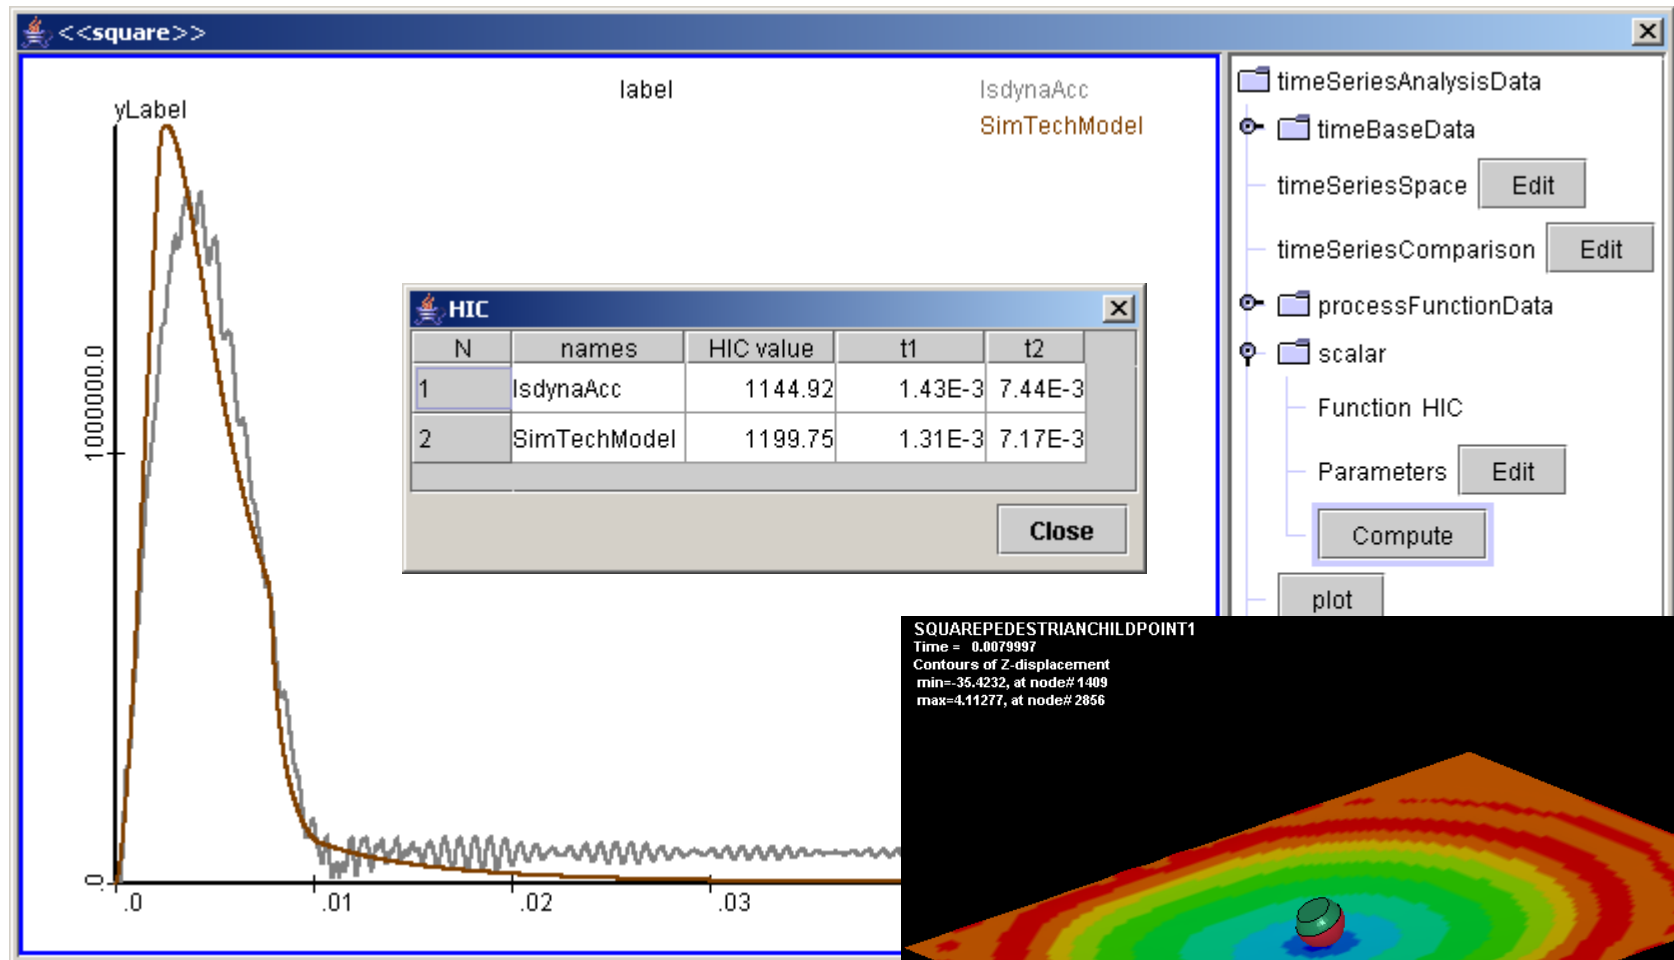 <<square>>
label
lsdynaAcc
SimTechModel
yLabel
10000000.0
.0
.0
.01
.02
.03
HIC
N names HIC value t1 t2
1 lsdynaAcc 1144.92 1.43E-3 7.44E-3
2 SimTechModel 1199.75 1.31E-3 7.17E-3
Close
timeSeriesAnalysisData
timeBaseData
timeSeriesSpace Edit
timeSeriesComparison Edit
processFunctionData
scalar
Function HIC
Parameters Edit
Compute
plot
SQUAREPEDESTRIANCHILDPOINT1
Time = 0.0079997
Contours of Z-displacement
min=-35.4232, at node# 1409
max=4.11277, at node# 2856